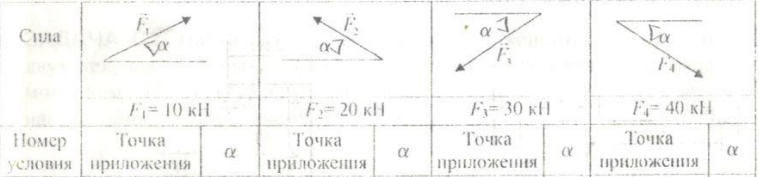 Сила
F₁ α
F₂ α
α F₃
α F₄
F₁= 10 кН
F₂= 20 кН
F₃= 30 кН
F₄= 40 кН
Номер условия
Точка приложения
α
Точка приложения
α
Точка приложения
α
Точка приложения
α